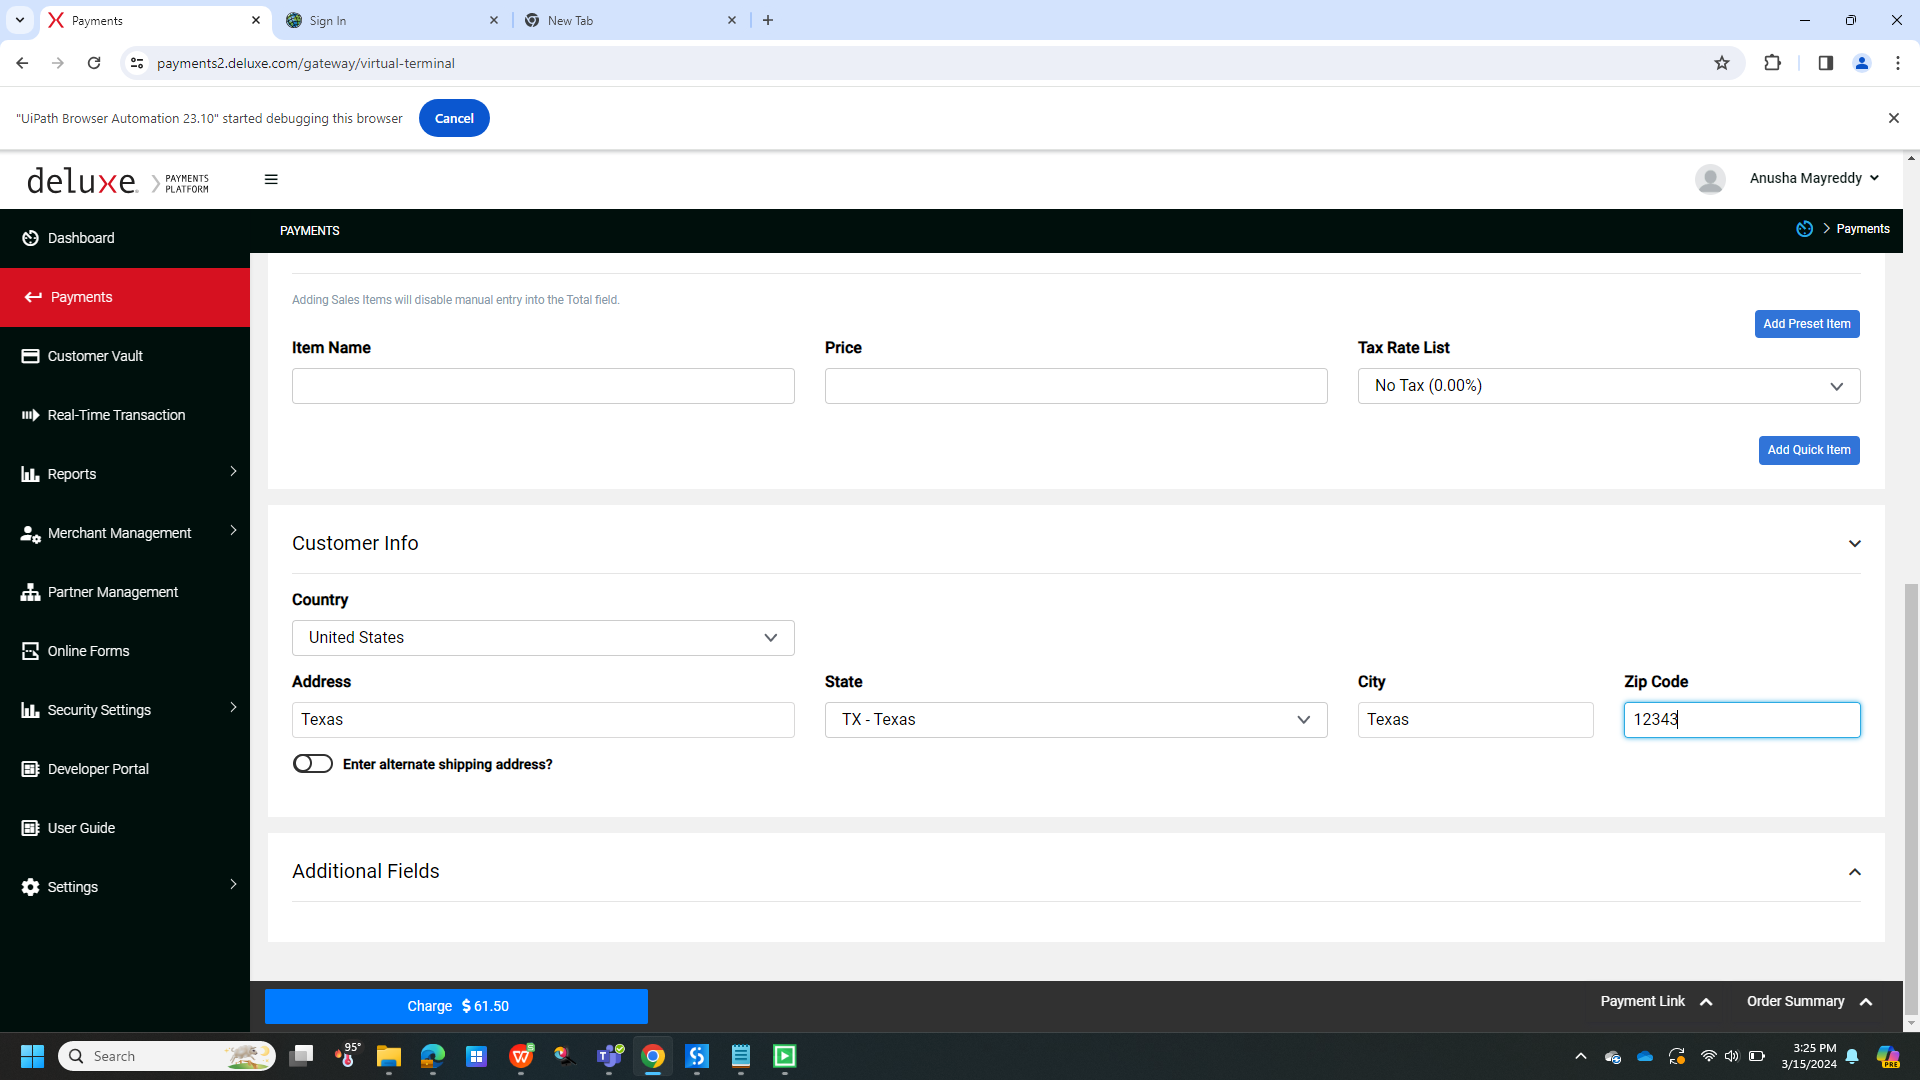 Payments
Sign In
New Tab
payments2.deluxe.com/gateway/virtual-terminal
"UiPath Browser Automation 23.10" started debugging this browser
Cancel
deluxe. PAYMENTS PLATFORM
Anusha Mayreddy
PAYMENTS
Payments
Dashboard
Payments
Customer Vault
Real-Time Transaction
Reports
Merchant Management
Partner Management
Online Forms
Security Settings
Developer Portal
User Guide
Settings
Adding Sales Items will disable manual entry into the Total field.
Add Preset Item
Item Name
Price
Tax Rate List
No Tax (0.00%)
Add Quick Item
Customer Info
Country
United States
Address
State
City
Zip Code
Texas
TX - Texas
Texas
12343
Enter alternate shipping address?
Additional Fields
Charge $ 61.50
Payment Link
Order Summary
Search
95°
3:25 PM
3/15/2024
PRE